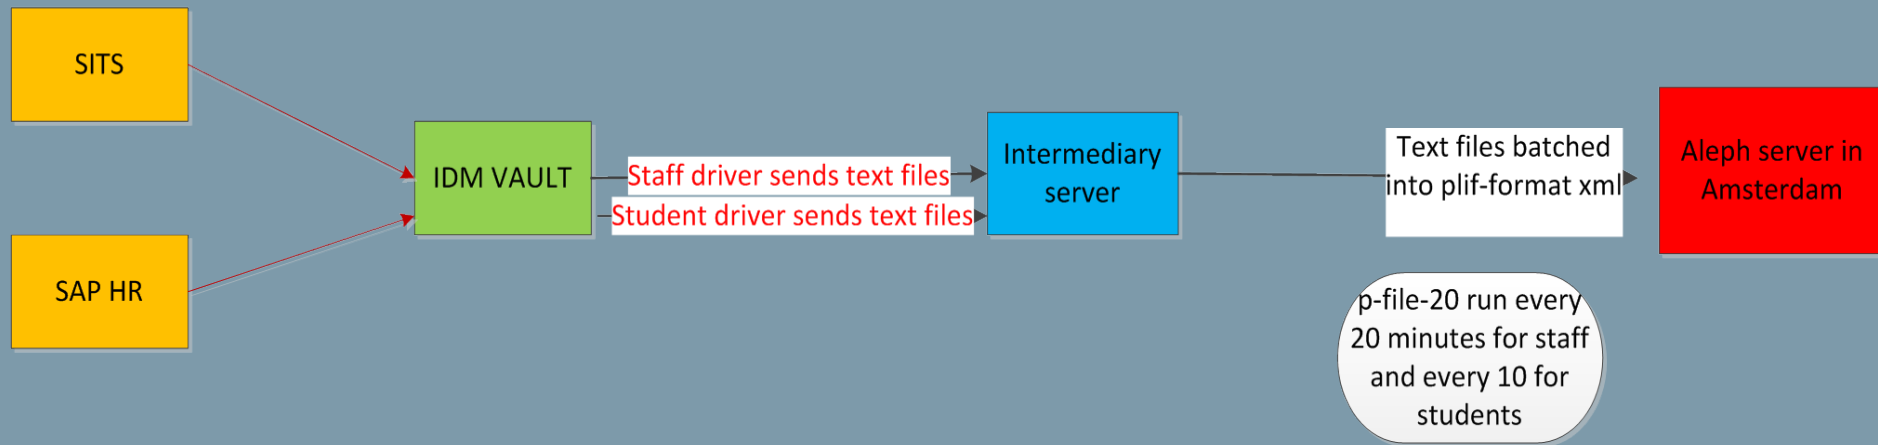 SITS
SAP HR
IDM VAULT
Staff driver sends text files
Student driver sends text files
Intermediary
server
Text files batched
into plif-format xml
Aleph server in
Amsterdam
p-file-20 run every
20 minutes for staff
and every 10 for
students